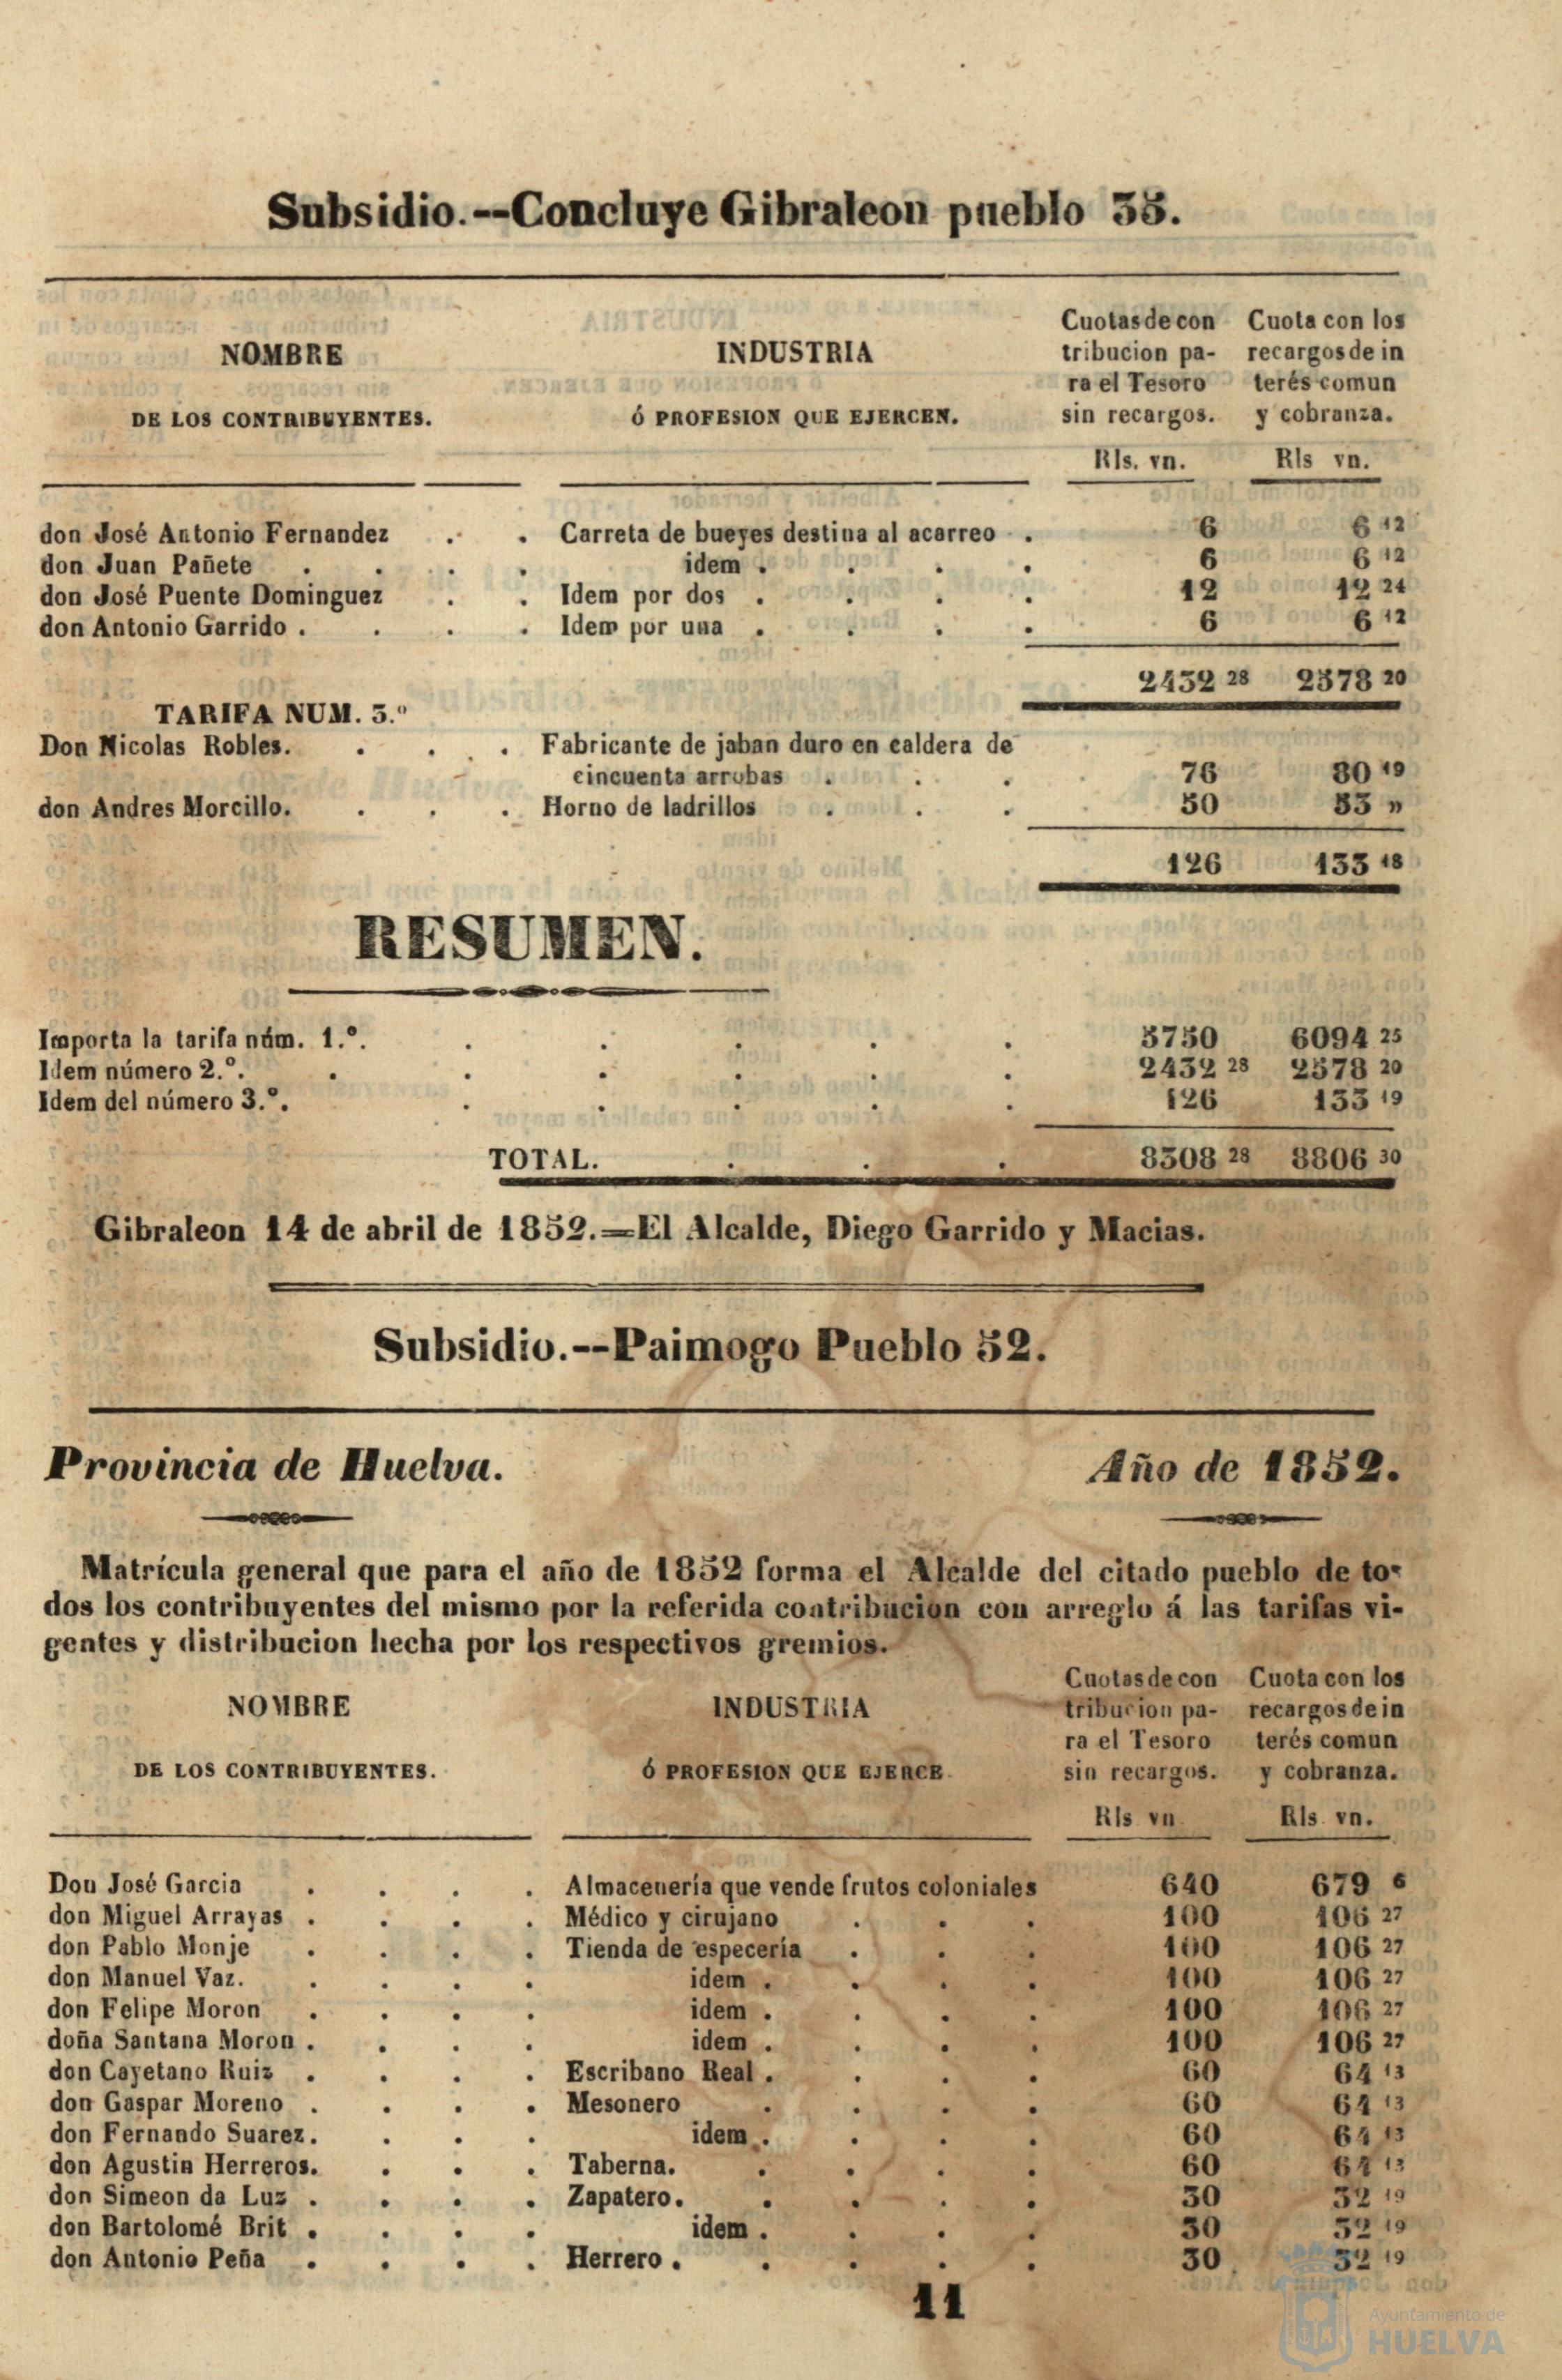 Subsidio.--Concluye Gibraleon pueblo 35.
NOMBRE
DE LOS CONTRIBUYENTES.
INDUSTRIA
Ó PROFESION QUE EJERCEN.
Cuotas de con
tribucion pa-
ra el Tesoro
sin recargos.
Rls. vn.
Cuota con los
recargos de in
terés comun
y cobranza.
Rls vn.
don José Antonio Fernandez . . Carreta de bueyes destina al acarreo . 6 6 12
don Juan Pañete . . . . idem . . . . 6 6 12
don José Puente Dominguez . . Idem por dos . . . . 12 12 24
don Antonio Garrido . . . . Idem por una . . . . 6 6 12
2432 28 2578 20
TARIFA NUM. 3.º
Don Nicolas Robles. . . . Fabricante de jaban duro en caldera de
cincuenta arrobas . . . 76 80 19
don Andres Morcillo. . . . Horno de ladrillos . . . 50 53 „
126 133 18
RESUMEN.
Importa la tarifa núm. 1.º. . . . . . 5750 6094 25
Idem número 2.º. . . . . . . 2432 28 2578 20
Idem del número 3.º. . . . . . 126 133 19
TOTAL. . . . 8308 28 8806 30
Gibraleon 14 de abril de 1852.=El Alcalde, Diego Garrido y Macias.
Subsidio.--Paimogo Pueblo 52.
Provincia de Huelva. Año de 1852.
Matrícula general que para el año de 1852 forma el Alcalde del citado pueblo de to-
dos los contribuyentes del mismo por la referida contribucion con arreglo á las tarifas vi-
gentes y distribucion hecha por los respectivos gremios.
NOMBRE
DE LOS CONTRIBUYENTES.
INDUSTRIA
Ó PROFESION QUE EJERCE
Cuotas de con
tribucion pa-
ra el Tesoro
sin recargos.
Rls vn
Cuota con los
recargos de in
terés comun
y cobranza.
Rls vn.
Don José Garcia . . . . Almacenería que vende frutos coloniales 640 679 6
don Miguel Arrayas . . . . Médico y cirujano . . . 100 106 27
don Pablo Monje . . . . Tienda de especería . . . 100 106 27
don Manuel Vaz. . . . . idem . . . . 100 106 27
don Felipe Moron . . . . idem . . . . 100 106 27
doña Santana Moron . . . . idem . . . . 100 106 27
don Cayetano Ruiz . . . . Escribano Real . . . . 60 64 13
don Gaspar Moreno . . . . Mesonero . . . . 60 64 13
don Fernando Suarez. . . . idem . . . . 60 64 13
don Agustin Herreros. . . . Taberna. . . . . 60 64 13
don Simeon da Luz . . . . Zapatero. . . . . 30 32 19
don Bartolomé Brit . . . . idem . . . . 30 32 19
don Antonio Peña . . . . Herrero . . . . . 30 32 19
11
Ayuntamiento de
HUELVA